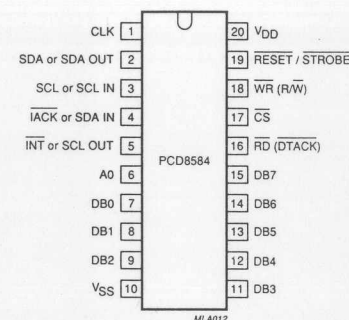 CLK 1 20 VDD
SDA or SDA OUT 2 19 RESET / STROBE
SCL or SCL IN 3 18 WR (R/W)
IACK or SDA IN 4 17 CS
INT or SCL OUT 5 16 RD (DTACK)
PCD8584
A0 6 15 DB7
DB0 7 14 DB6
DB1 8 13 DB5
DB2 9 12 DB4
VSS 10 11 DB3
MLA012